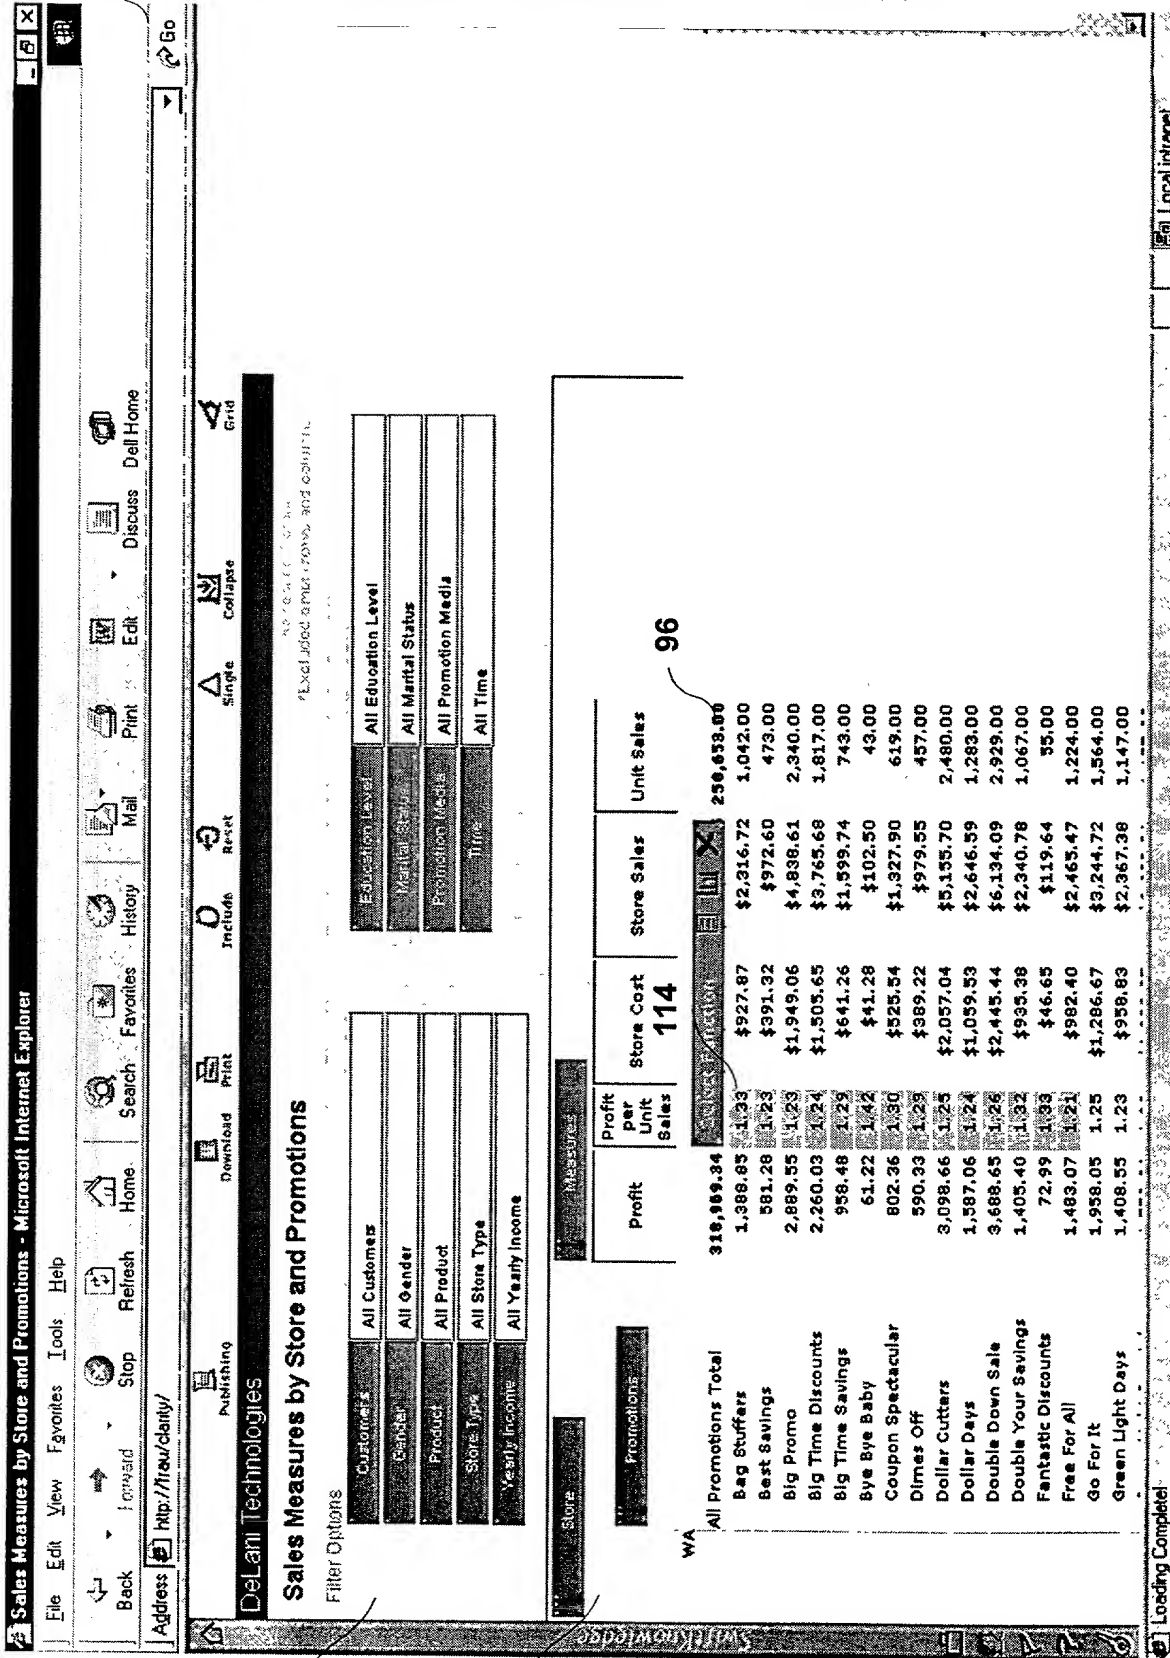 Sales Measures by Store and Promotions - Microsoft Internet Explorer
File Edit View Favorites Tools Help
Back Forward Stop Refresh Home Search Favorites History Mail Print Edit Discuss Dell Home
Address http://frau/clarity/ Go
Publishing Download Print Include Reset Single Collapse Grid
DeLani Technologies
Sales Measures by Store and Promotions
rows, and columns
Filter Options
Customers All Customers Education Level All Education Level
Gender All Gender Marital Status All Marital Status
Product All Product Promotion Media All Promotion Media
Store Type All Store Type Time All Time
Yearly Income All Yearly Income
SwiftKnowledge
Store Measures
Promotions Profit Profit per Unit Sales Store Cost Store Sales Unit Sales
114
96
WA
All Promotions Total 318,969.34 258,658.00
Bag Stuffers 1,388.85 1.33 $927.87 $2,316.72 1,042.00
Best Savings 581.28 1.23 $391.32 $972.60 473.00
Big Promo 2,889.55 1.23 $1,949.06 $4,838.61 2,340.00
Big Time Discounts 2,260.03 1.24 $1,505.65 $3,765.68 1,817.00
Big Time Savings 958.48 1.29 $641.26 $1,599.74 743.00
Bye Bye Baby 61.22 1.42 $41.28 $102.50 43.00
Coupon Spectacular 802.36 1.30 $525.54 $1,327.90 619.00
Dimes Off 590.33 1.29 $389.22 $979.55 457.00
Dollar Cutters 3,098.66 1.25 $2,057.04 $5,155.70 2,480.00
Dollar Days 1,587.06 1.24 $1,059.53 $2,646.59 1,283.00
Double Down Sale 3,688.65 1.26 $2,445.44 $6,134.09 2,929.00
Double Your Savings 1,405.40 1.32 $935.38 $2,340.78 1,067.00
Fantastic Discounts 72.99 1.33 $46.65 $119.64 55.00
Free For All 1,483.07 1.21 $982.40 $2,465.47 1,224.00
Go For It 1,958.05 1.25 $1,286.67 $3,244.72 1,564.00
Green Light Days 1,408.55 1.23 $958.83 $2,367.38 1,147.00
Loading Complete! Local intranet